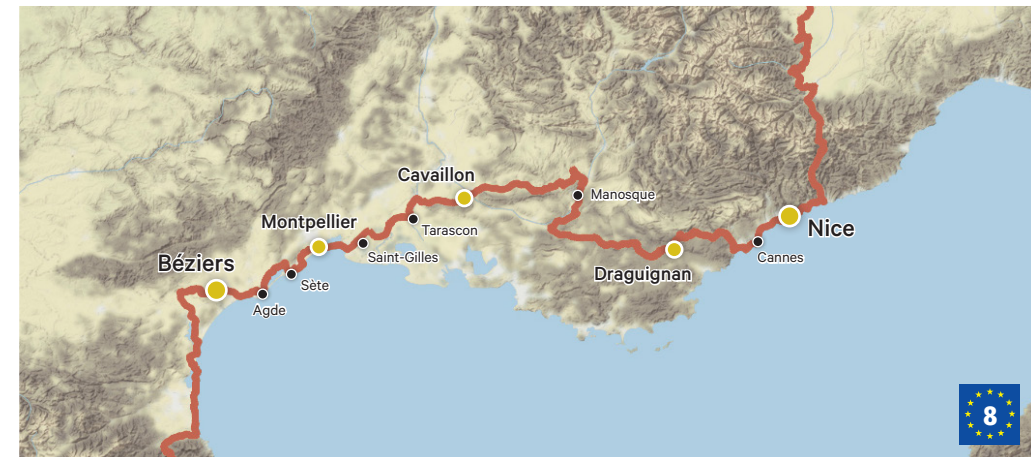 Cavaillon
Manosque
Montpellier
Tarascon
Nice
Saint-Gilles
Cannes
Béziers
Draguignan
Sète
Agde
8